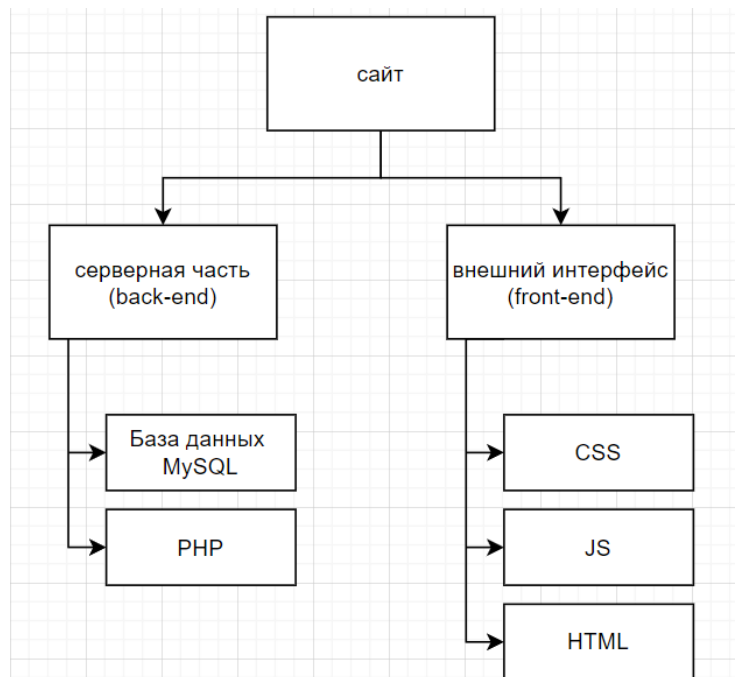 сайт
серверная часть
(back-end)
внешний интерфейс
(front-end)
База данных
MySQL
CSS
PHP
JS
HTML